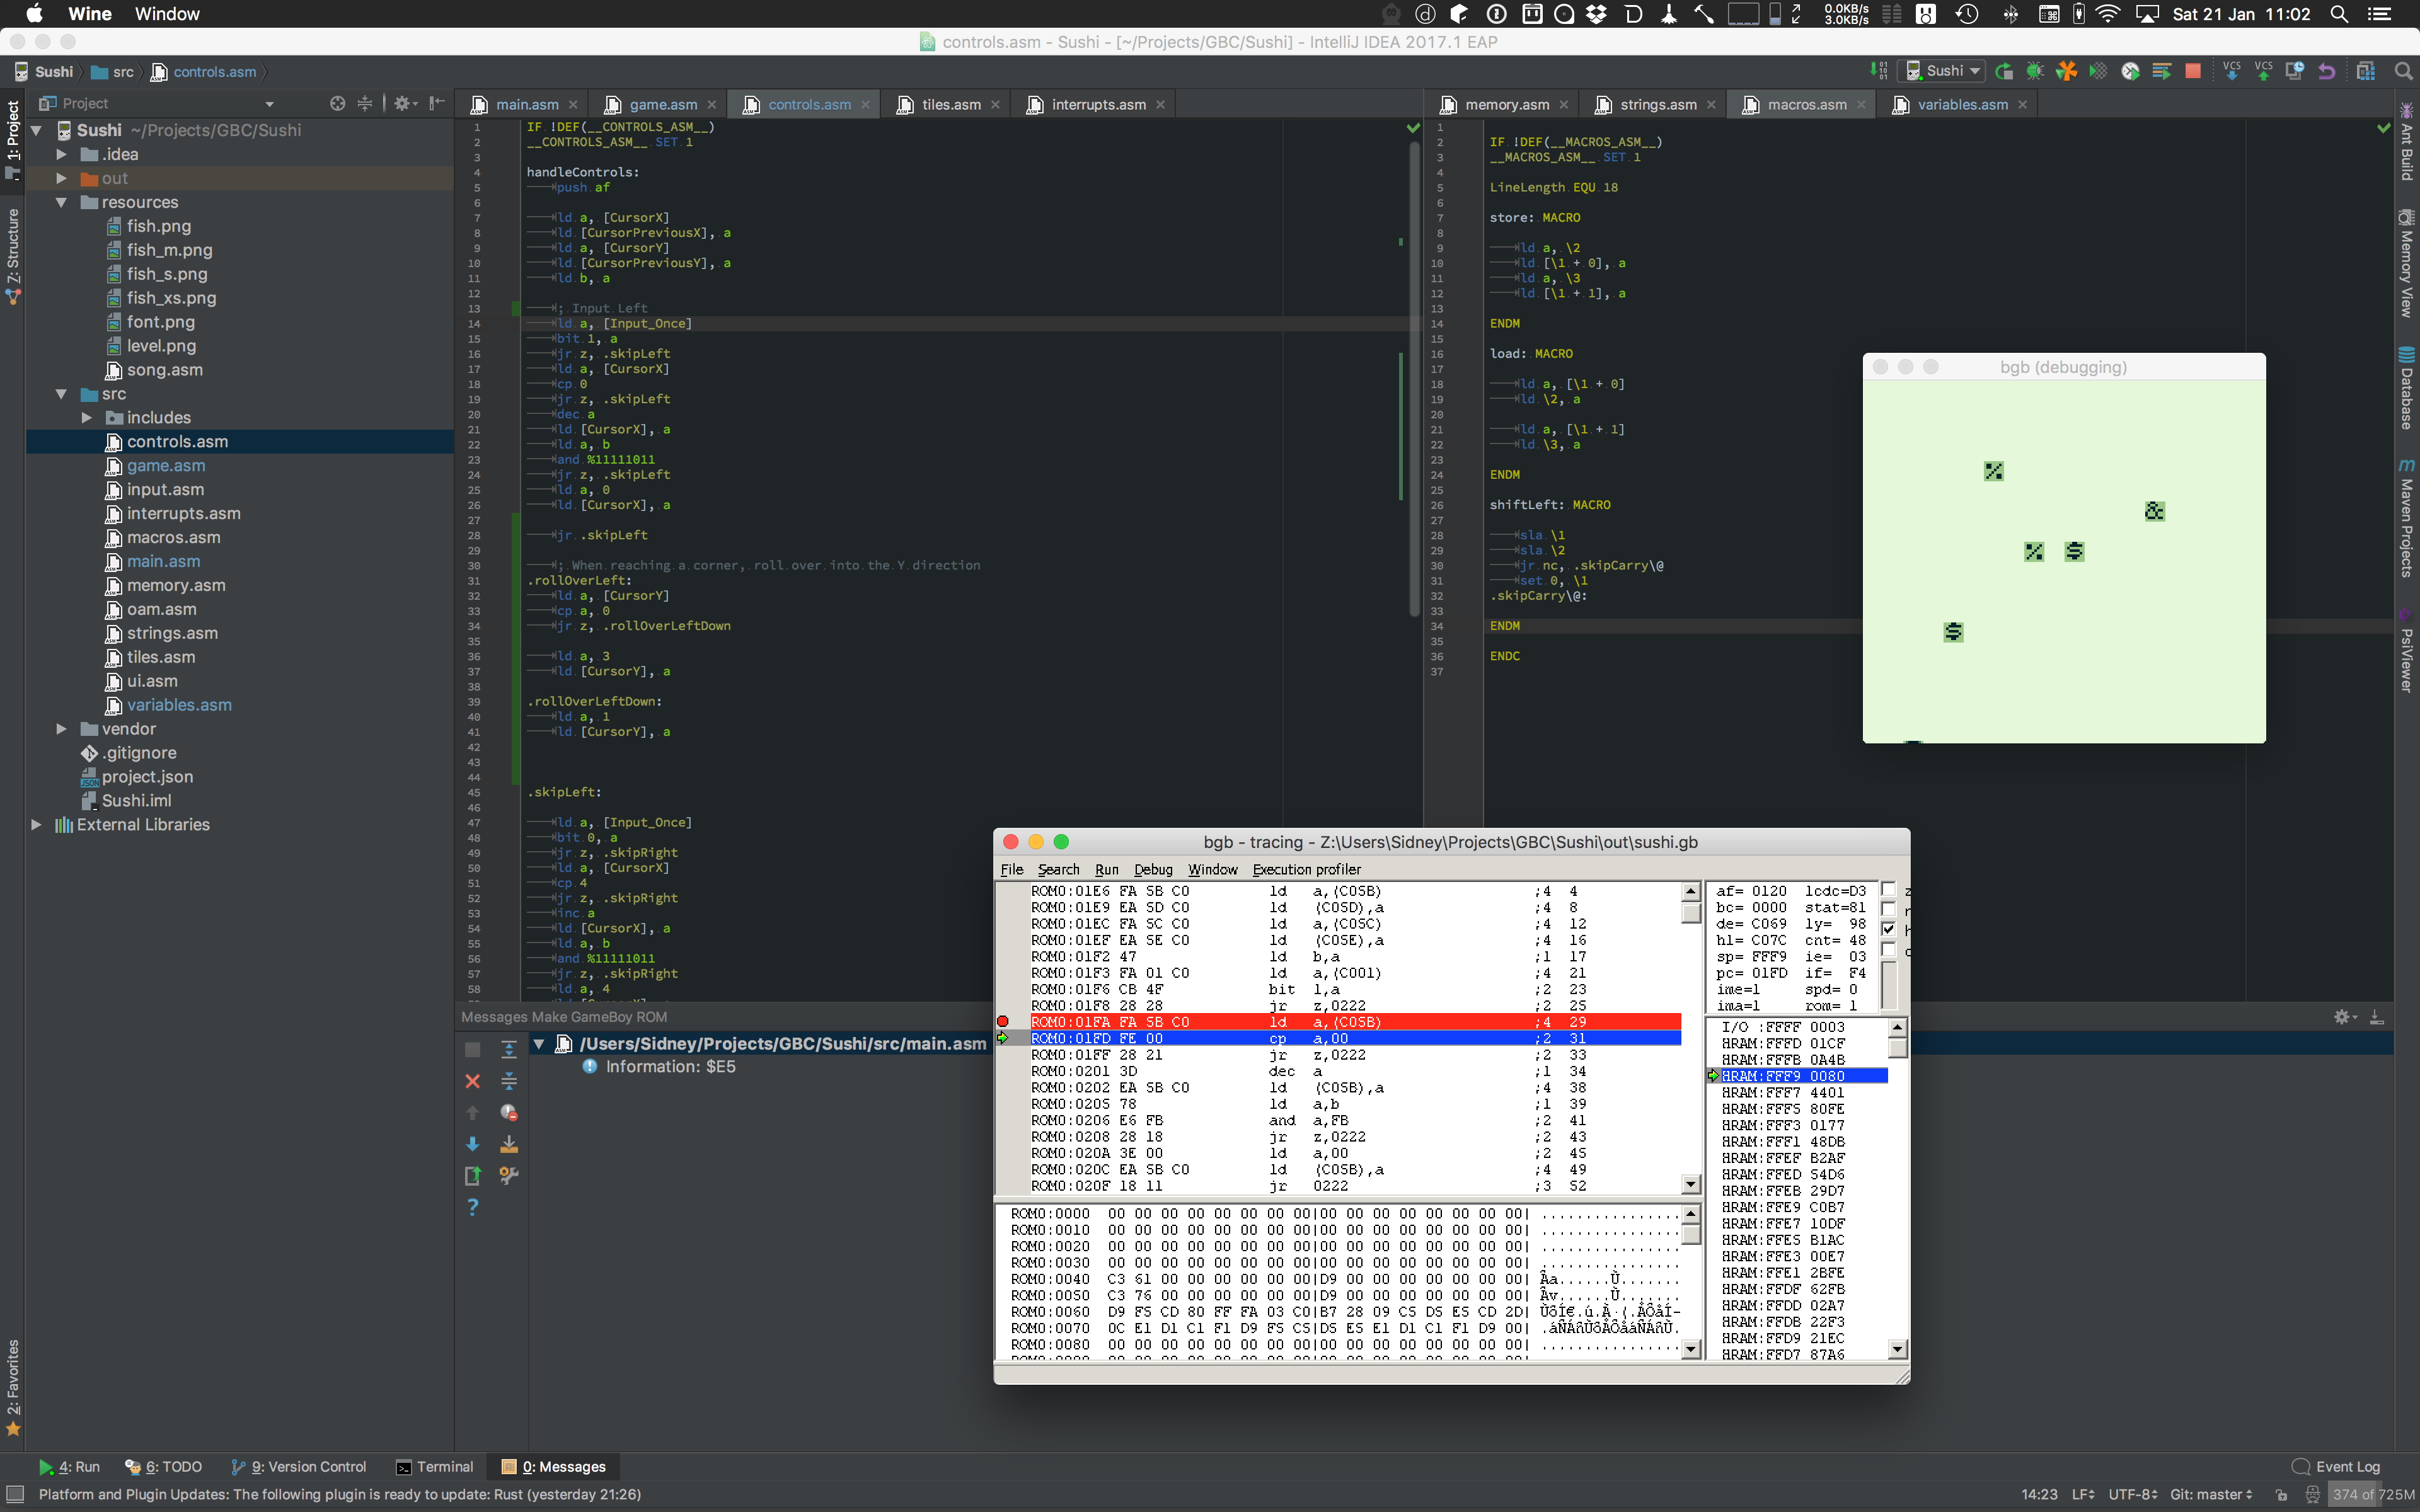 Wine Window
0.0KB/s
3.0KB/s
Sat 21 Jan 11:02
controls.asm - Sushi - [~/Projects/GBC/Sushi] - IntelliJ IDEA 2017.1 EAP
Sushi src controls.asm
Sushi
VCS VCS
Project
main.asm game.asm controls.asm tiles.asm interrupts.asm
memory.asm strings.asm macros.asm variables.asm
1: Project
Z: Structure
2: Favorites
Sushi ~/Projects/GBC/Sushi
.idea
out
resources
fish.png
fish_m.png
fish_s.png
fish_xs.png
font.png
level.png
song.asm
src
includes
controls.asm
game.asm
input.asm
interrupts.asm
macros.asm
main.asm
memory.asm
oam.asm
strings.asm
tiles.asm
ui.asm
variables.asm
vendor
.gitignore
project.json
Sushi.iml
External Libraries
1 IF !DEF(__CONTROLS_ASM__)
2 __CONTROLS_ASM__ SET 1
3
4 handleControls:
5 push af
6
7 ld a, [CursorX]
8 ld [CursorPreviousX], a
9 ld a, [CursorY]
10 ld [CursorPreviousY], a
11 ld b, a
12
13 ; Input Left
14 ld a, [Input_Once]
15 bit 1, a
16 jr z, .skipLeft
17 ld a, [CursorX]
18 cp 0
19 jr z, .skipLeft
20 dec a
21 ld [CursorX], a
22 ld a, b
23 and %11111011
24 jr z, .skipLeft
25 ld a, 0
26 ld [CursorX], a
27
28 jr .skipLeft
29
30 ; When reaching a corner, roll over into the Y direction
31 .rollOverLeft:
32 ld a, [CursorY]
33 cp a, 0
34 jr z, .rollOverLeftDown
35
36 ld a, 3
37 ld [CursorY], a
38
39 .rollOverLeftDown:
40 ld a, 1
41 ld [CursorY], a
42
43
44
45 .skipLeft:
46
47 ld a, [Input_Once]
48 bit 0, a
49 jr z, .skipRight
50 ld a, [CursorX]
51 cp 4
52 jr z, .skipRight
53 inc a
54 ld [CursorX], a
55 ld a, b
56 and %11111011
57 jr z, .skipRight
58 ld a, 4
1
2 IF !DEF(__MACROS_ASM__)
3 __MACROS_ASM__ SET 1
4
5 LineLength EQU 18
6
7 store: MACRO
8
9 ld a, \2
10 ld [\1 + 0], a
11 ld a, \3
12 ld [\1 + 1], a
13
14 ENDM
15
16 load: MACRO
17
18 ld a, [\1 + 0]
19 ld \2, a
20
21 ld a, [\1 + 1]
22 ld \3, a
23
24 ENDM
25
26 shiftLeft: MACRO
27
28 sla \1
29 sla \2
30 jr nc, .skipCarry\@
31 set 0, \1
32 .skipCarry\@:
33
34 ENDM
35
36 ENDC
37
Ant Build
Memory View
Database
Maven Projects
PsiViewer
bgb (debugging)
%
&
% $
$
bgb - tracing - Z:\Users\Sidney\Projects\GBC\Sushi\out\sushi.gb
File Search Run Debug Window Execution profiler
ROM0:01E6 FA 5B C0 ld a,(C05B) ;4 4
ROM0:01E9 EA 5D C0 ld (C05D),a ;4 8
ROM0:01EC FA 5C C0 ld a,(C05C) ;4 12
ROM0:01EF EA 5E C0 ld (C05E),a ;4 16
ROM0:01F2 47 ld b,a ;1 17
ROM0:01F3 FA 01 C0 ld a,(C001) ;4 21
ROM0:01F6 CB 4F bit 1,a ;2 23
ROM0:01F8 28 28 jr z,0222 ;2 25
ROM0:01FA FA 5B C0 ld a,(C05B) ;4 29
ROM0:01FD FE 00 cp a,00 ;2 31
ROM0:01FF 28 21 jr z,0222 ;2 33
ROM0:0201 3D dec a ;1 34
ROM0:0202 EA 5B C0 ld (C05B),a ;4 38
ROM0:0205 78 ld a,b ;1 39
ROM0:0206 E6 FB and a,FB ;2 41
ROM0:0208 28 18 jr z,0222 ;2 43
ROM0:020A 3E 00 ld a,00 ;2 45
ROM0:020C EA 5B C0 ld (C05B),a ;4 49
ROM0:020F 18 11 jr 0222 ;3 52
af= 0120 lcdc=D3 z
bc= 0000 stat=81
de= C069 ly= 98
hl= C07C cnt= 48
sp= FFF9 ie= 03
pc= 01FD if= F4
ime=1 spd= 0
ima=1 rom= 1
I/O :FFFF 0003
HRAM:FFFD 01CF
HRAM:FFFB 0A4B
HRAM:FFF9 0080
HRAM:FFF7 4401
HRAM:FFF5 80FE
HRAM:FFF3 0177
HRAM:FFF1 48DB
HRAM:FFEF B2AF
HRAM:FFED 54D6
HRAM:FFEB 29D7
HRAM:FFE9 C0B7
HRAM:FFE7 10DF
HRAM:FFE5 B1AC
HRAM:FFE3 00E7
HRAM:FFE1 2BFE
HRAM:FFDF 62FB
HRAM:FFDD 02A7
HRAM:FFDB 22F3
HRAM:FFD9 21EC
HRAM:FFD7 87A6
ROM0:0000 00 00 00 00 00 00 00 00|00 00 00 00 00 00 00 00| ................
ROM0:0010 00 00 00 00 00 00 00 00|00 00 00 00 00 00 00 00| ................
ROM0:0020 00 00 00 00 00 00 00 00|00 00 00 00 00 00 00 00| ................
ROM0:0030 00 00 00 00 00 00 00 00|00 00 00 00 00 00 00 00| ................
ROM0:0040 C3 61 00 00 00 00 00 00|D9 00 00 00 00 00 00 00| Ãa......Ù.......
ROM0:0050 C3 76 00 00 00 00 00 00|D9 00 00 00 00 00 00 00| Ãv......Ù.......
ROM0:0060 D9 F5 CD 80 FF FA 03 C0|B7 28 09 C5 D5 E5 CD 2D|
ROM0:0070 0C E1 D1 C1 F1 D9 F5 C5|D5 E5 E1 D1 C1 F1 D9 00|
ROM0:0080 00 00 00 00 00 00 00 00|00 00 00 00 00 00 00 00| ................
Messages Make GameBoy ROM
/Users/Sidney/Projects/GBC/Sushi/src/main.asm
Information: $E5
4: Run 6: TODO 9: Version Control Terminal 0: Messages
Event Log
Platform and Plugin Updates: The following plugin is ready to update: Rust (yesterday 21:26)
14:23 LF UTF-8 Git: master 374 of 725M